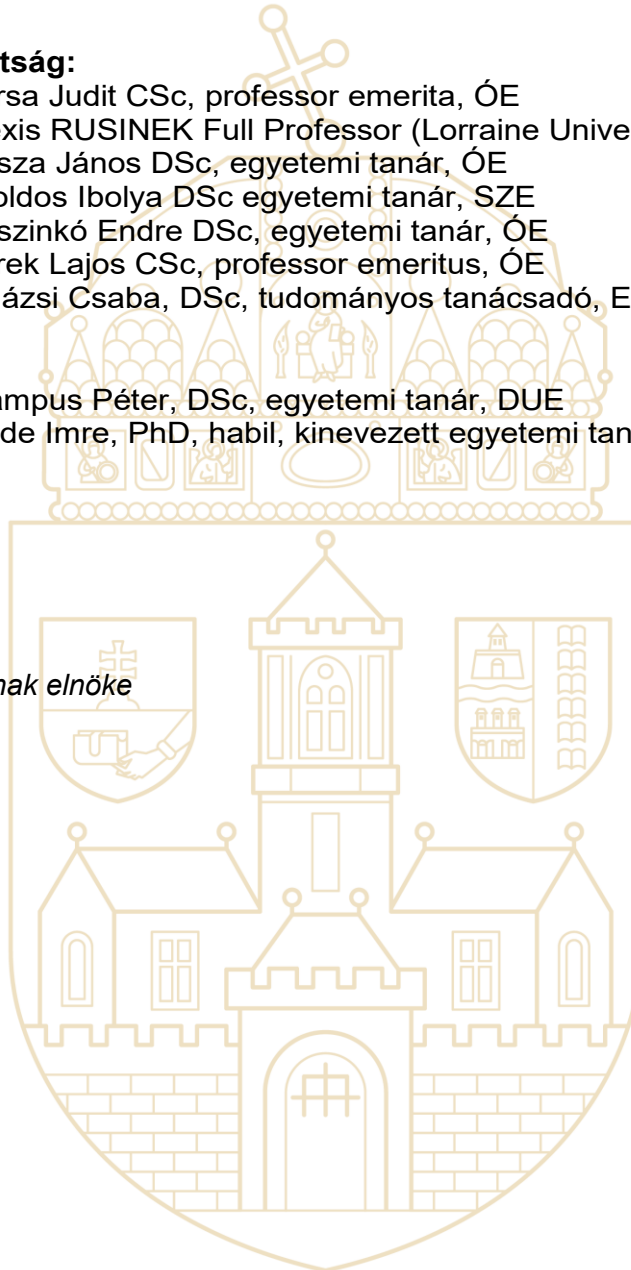 tság:
rsa Judit CSc, professor emerita, ÓE
exis RUSINEK Full Professor (Lorraine Unive
sza János DSc, egyetemi tanár, ÓE
oldos Ibolya DSc egyetemi tanár, SZE
szinkó Endre DSc, egyetemi tanár, ÓE
rek Lajos CSc, professor emeritus, ÓE
ázsi Csaba, DSc, tudományos tanácsadó, E
ampus Péter, DSc, egyetemi tanár, DUE
de Imre, PhD, habil, kinevezett egyetemi tan
nak elnöke